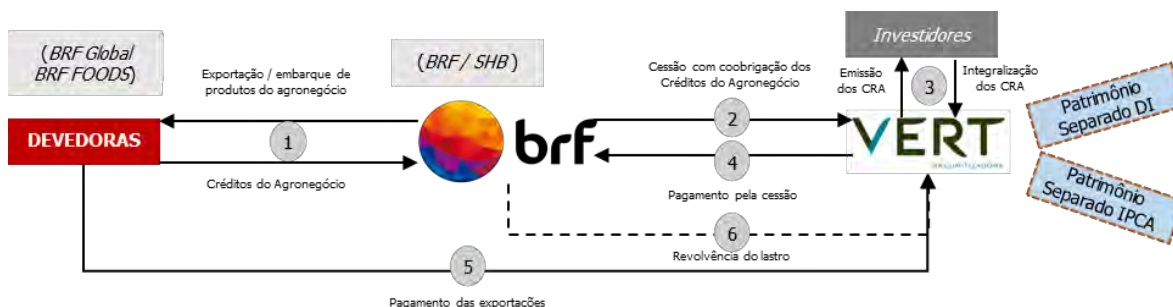 (BRF Global
BRF FOODS)
DEVEDORAS
Exportação / embarque de
produtos do agronegócio
1
Créditos do Agronegócio
(BRF / SHB )
brf
Cessão com coobrigação dos
Créditos do Agronegócio
2
4
Pagamento pela cessão
6
Revolvência do lastro
5
Pagamento das exportações
Investidores
Emissão
dos CRA
3
Integralização
dos CRA
VERT
SECURITIZADORA
Patrimônio
Separado DI
Patrimônio
Separado IPCA